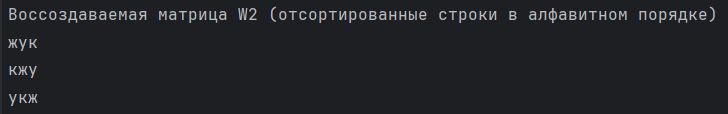 Воссоздаваемая матрица W2 (отсортированные строки в алфавитном порядке)
жук
кжу
укж